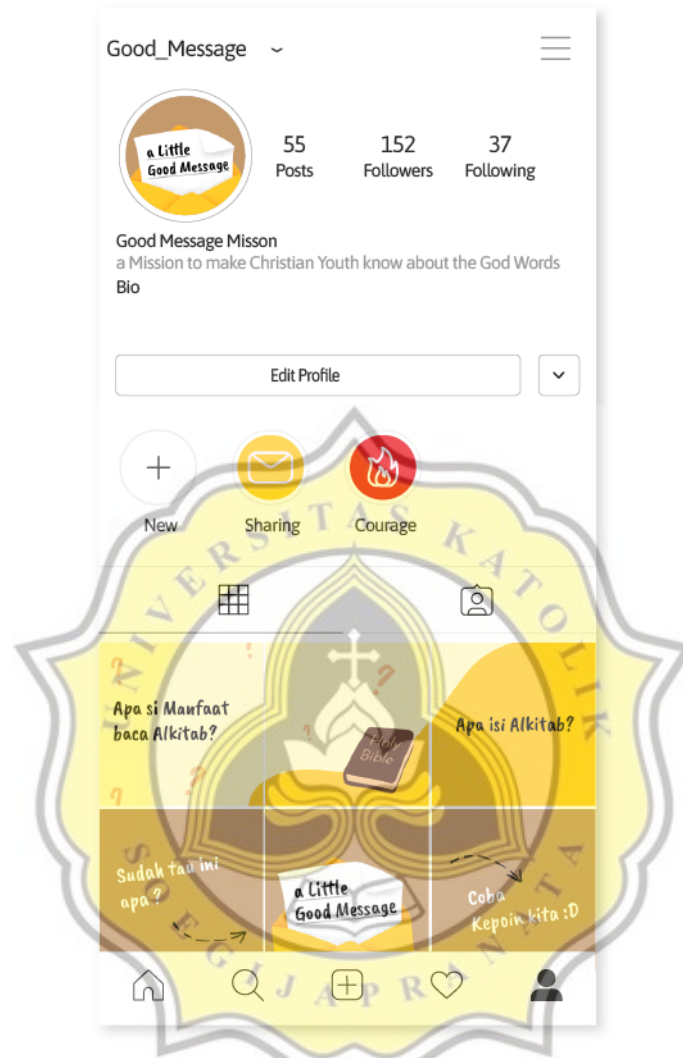 Good_Message
a Little
Good Message
55
152
37
Posts
Followers
Following
Good Message Misson
a Mission to make Christian Youth know about the God Words
Bio
Edit Profile
New
Sharing
Courage
Apa si Manfaat
baca Alkitab?
Holy
Bible
Apa isi Alkitab?
Sudah tau ini
apa ?
a Little
Good Message
Coba
Kepoin kita :D
UNIVERSITAS KATOLIK
SOEGIJAPRANATA